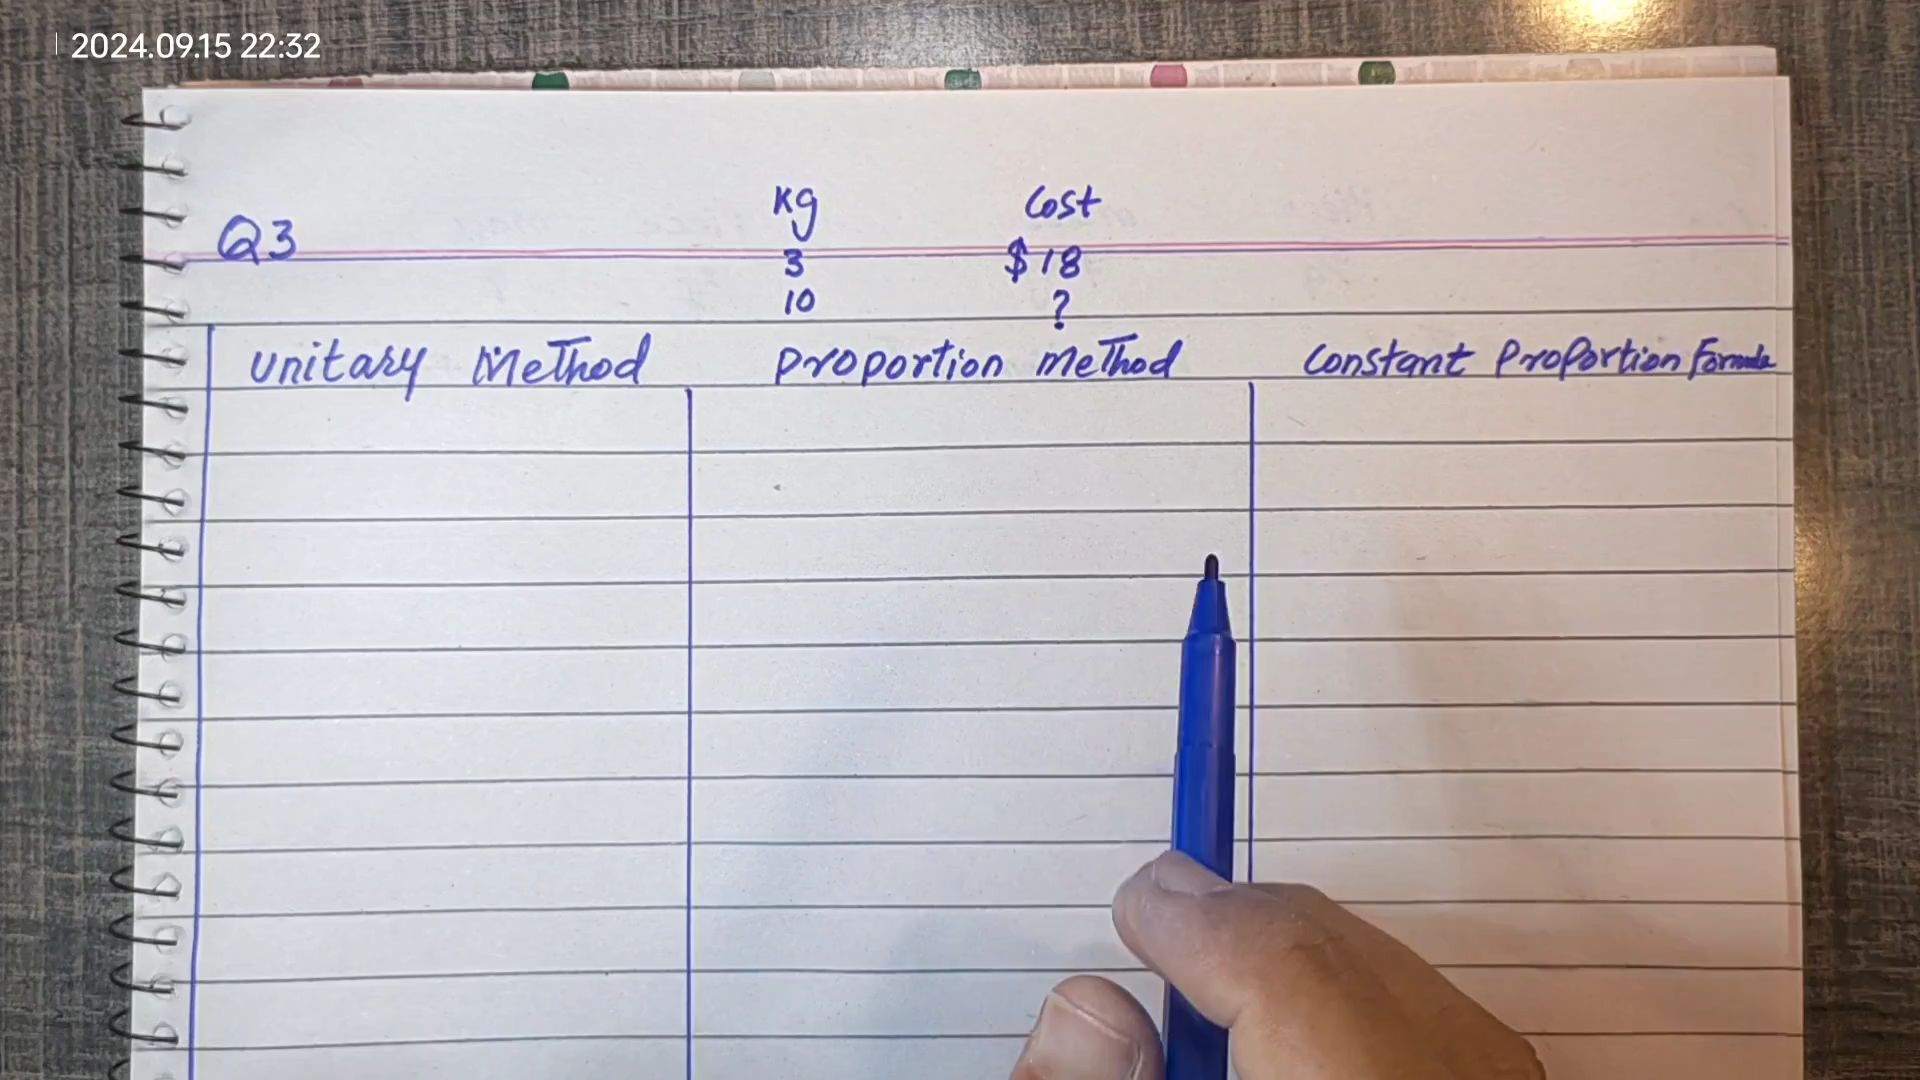 2024.09.15 22:32
Kg Cost
Q3
3 $18
10 ?
Unitary Method Proportion Method Constant Proportion Formula